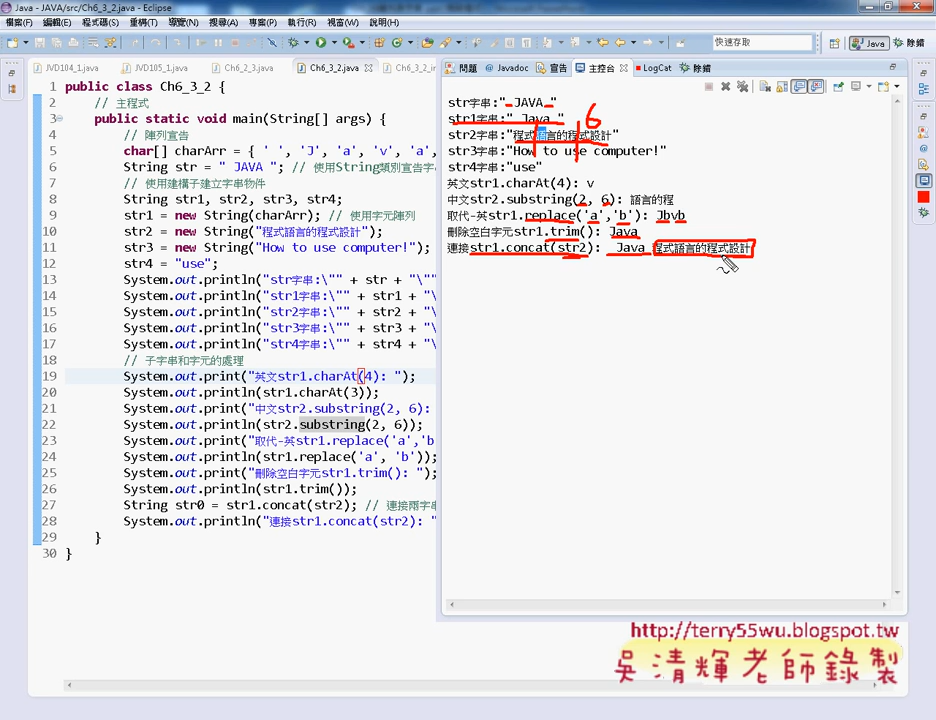 Java - JAVA/src/Ch6_3_2.java - Eclipse
檔案(F) 編輯(E) 程式碼(S) 重構(T) 導覽(N) 搜尋(A) 專案(P) 執行(R) 視窗(W) 說明(H)
快速存取
Java
除錯
JVD104_1.java JVD105_1.java Ch6_2_3.java Ch6_3_2.java
1 public class Ch6_3_2 {
2 // 主程式
3 public static void main(String[] args) {
4 // 陣列宣告
5 char[] charArr = { ' ', 'J', 'a', 'v', 'a',
6 String str = " JAVA "; // 使用String類別宣告字
7 // 使用建構子建立字串物件
8 String str1, str2, str3, str4;
9 str1 = new String(charArr); // 使用字元陣列
10 str2 = new String("程式語言的程式設計");
11 str3 = new String("How to use computer!");
12 str4 = "use";
13 System.out.println("str字串:\"" + str + "\"
14 System.out.println("str1字串:\"" + str1 + "
15 System.out.println("str2字串:\"" + str2 + "
16 System.out.println("str3字串:\"" + str3 + "
17 System.out.println("str4字串:\"" + str4 + "
18 // 子字串和字元的處理
19 System.out.print("英文str1.charAt(4): ");
20 System.out.println(str1.charAt(3));
21 System.out.print("中文str2.substring(2, 6):
22 System.out.println(str2.substring(2, 6));
23 System.out.print("取代-英str1.replace('a','b
24 System.out.println(str1.replace('a', 'b'));
25 System.out.print("刪除空白字元str1.trim(): ");
26 System.out.println(str1.trim());
27 String str0 = str1.concat(str2); // 連接兩字串
28 System.out.println("連接str1.concat(str2): "
29 }
30 }
問題 @ Javadoc 宣告 主控台 LogCat 除錯
str字串:" JAVA "
str1字串:" Java "
6
str2字串:"程式語言的程式設計"
str3字串:"How to use computer!"
str4字串:"use"
英文str1.charAt(4): v
中文str2.substring(2, 6): 語言的程
取代-英str1.replace('a','b'): Jbvb
刪除空白字元str1.trim(): Java
連接str1.concat(str2):  Java 程式語言的程式設計
http://terry55wu.blogspot.tw
吳清輝老師錄製